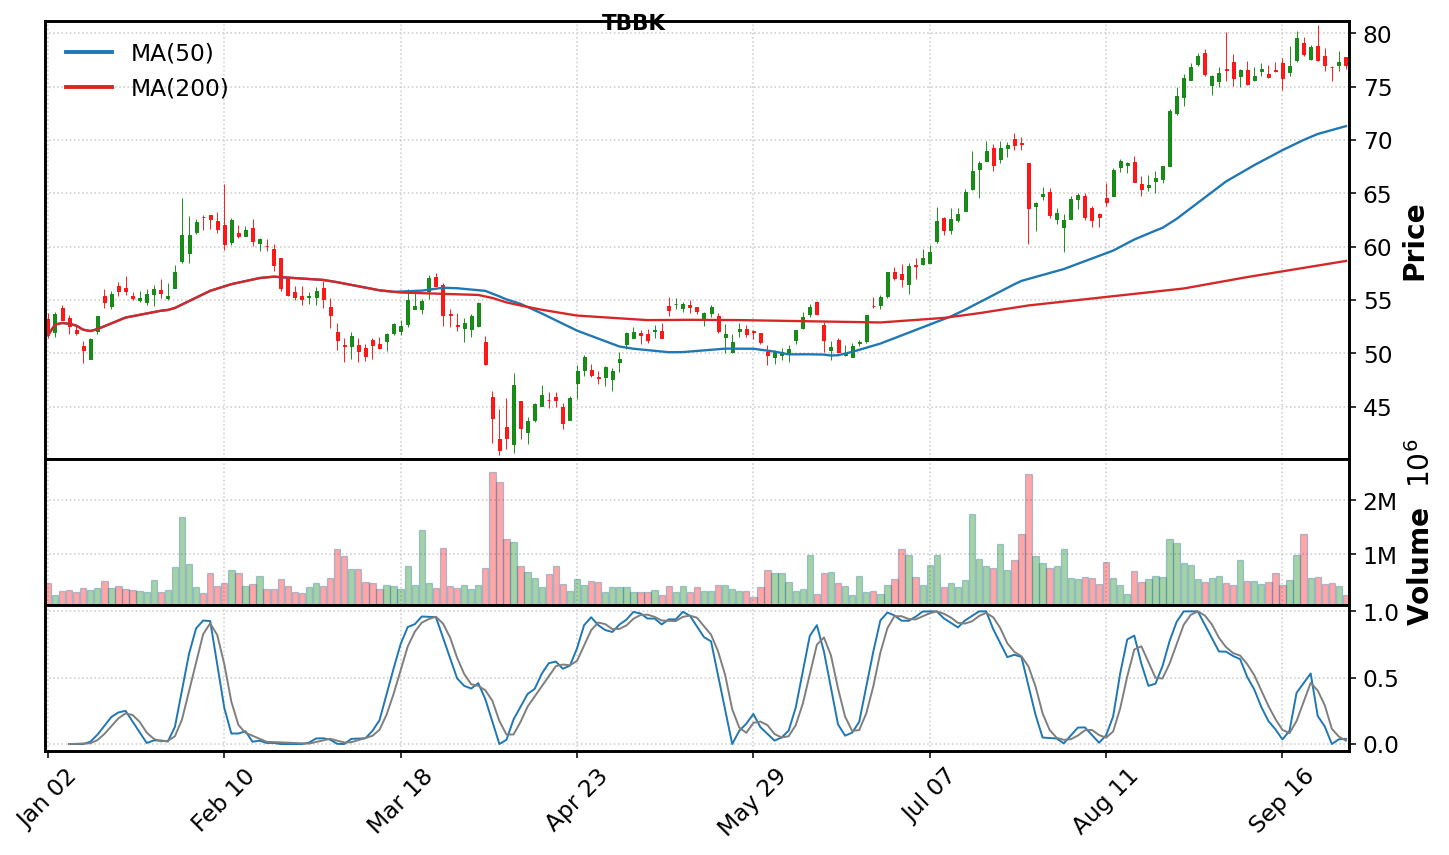 TBBK
MA(50)
MA(200)
80
75
70
65
60
55
50
45
Price
2M
1M
Volume 10^6
1.0
0.5
0.0
Jan 02
Feb 10
Mar 18
Apr 23
May 29
Jul 07
Aug 11
Sep 16